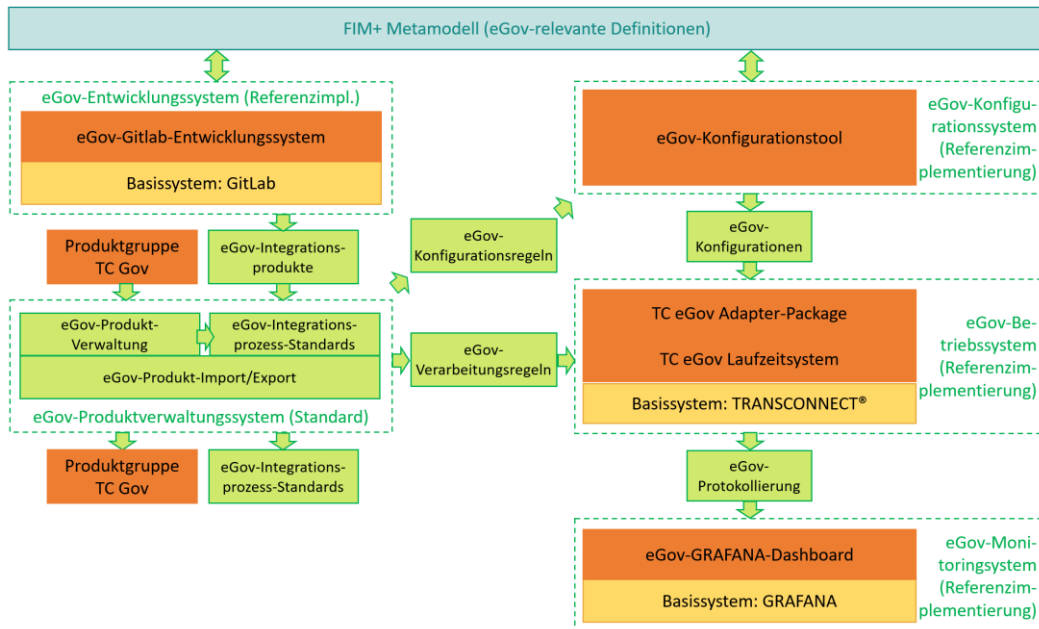 FIM+ Metamodell (eGov-relevante Definitionen)
eGov-Entwicklungssystem (Referenzimpl.)
eGov-Gitlab-Entwicklungssystem
Basissystem: GitLab
eGov-Konfigurationstool
eGov-Konfigu-
rationssystem
(Referenzim-
plementierung)
Produktgruppe
TC Gov
eGov-Integrations-
produkte
eGov-
Konfigurationsregeln
eGov-
Konfigurationen
eGov-Produkt-
Verwaltung
eGov-Integrations-
prozess-Standards
eGov-Produkt-Import/Export
eGov-Produktverwaltungssystem (Standard)
eGov-
Verarbeitungsregeln
TC eGov Adapter-Package
TC eGov Laufzeitsystem
Basissystem: TRANSCONNECT®
eGov-Be-
triebssystem
(Referenzim-
plementierung)
Produktgruppe
TC Gov
eGov-Integrations-
prozess-Standards
eGov-
Protokollierung
eGov-GRAFANA-Dashboard
Basissystem: GRAFANA
eGov-Moni-
toringsystem
(Referenzim-
plementierung)